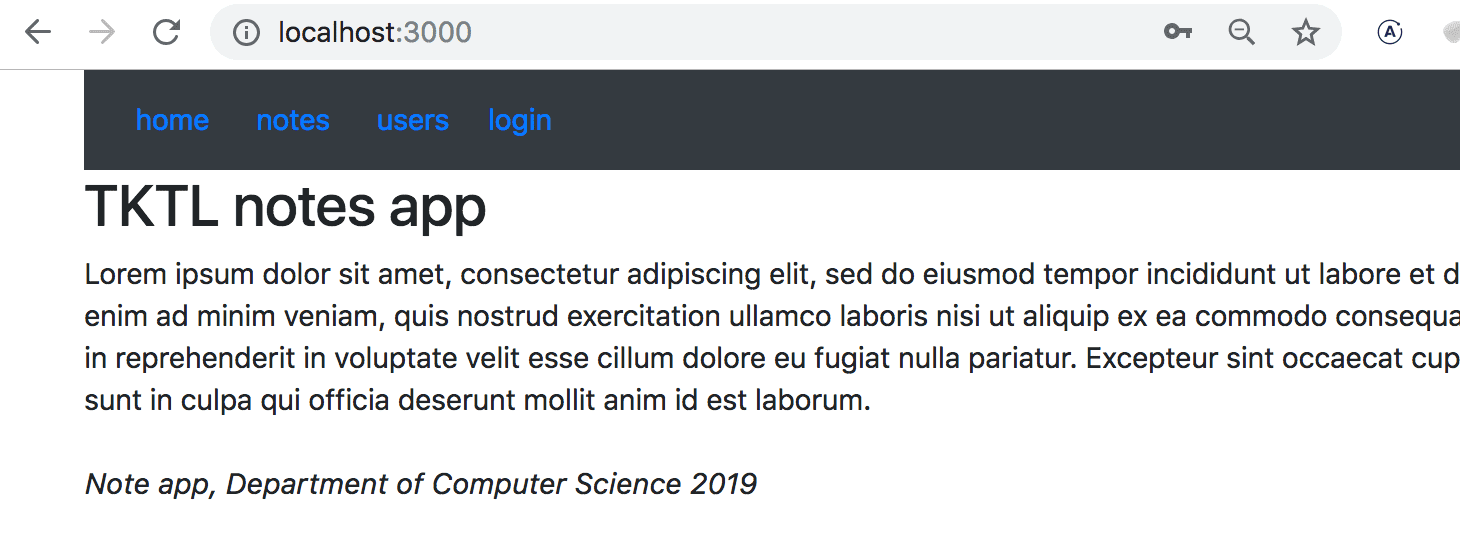 localhost:3000
A
home notes users login
TKTL notes app
Lorem ipsum dolor sit amet, consectetur adipiscing elit, sed do eiusmod tempor incididunt ut labore et d
enim ad minim veniam, quis nostrud exercitation ullamco laboris nisi ut aliquip ex ea commodo consequa
in reprehenderit in voluptate velit esse cillum dolore eu fugiat nulla pariatur. Excepteur sint occaecat cup
sunt in culpa qui officia deserunt mollit anim id est laborum.
Note app, Department of Computer Science 2019